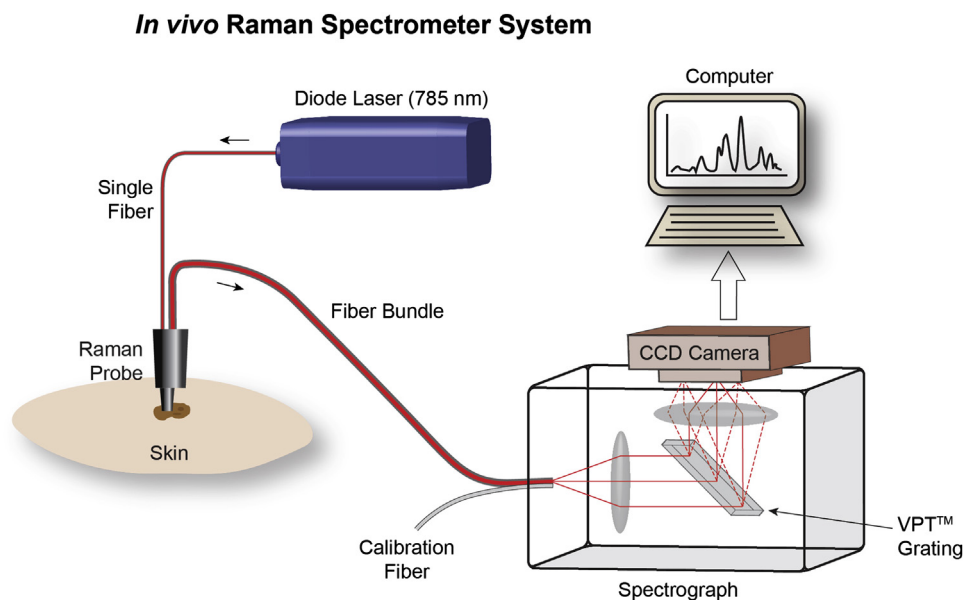 In vivo Raman Spectrometer System
Computer
Diode Laser (785 nm)
Single
Fiber
Fiber Bundle
Raman
Probe
CCD Camera
Skin
VPT™
Grating
Calibration
Fiber
Spectrograph